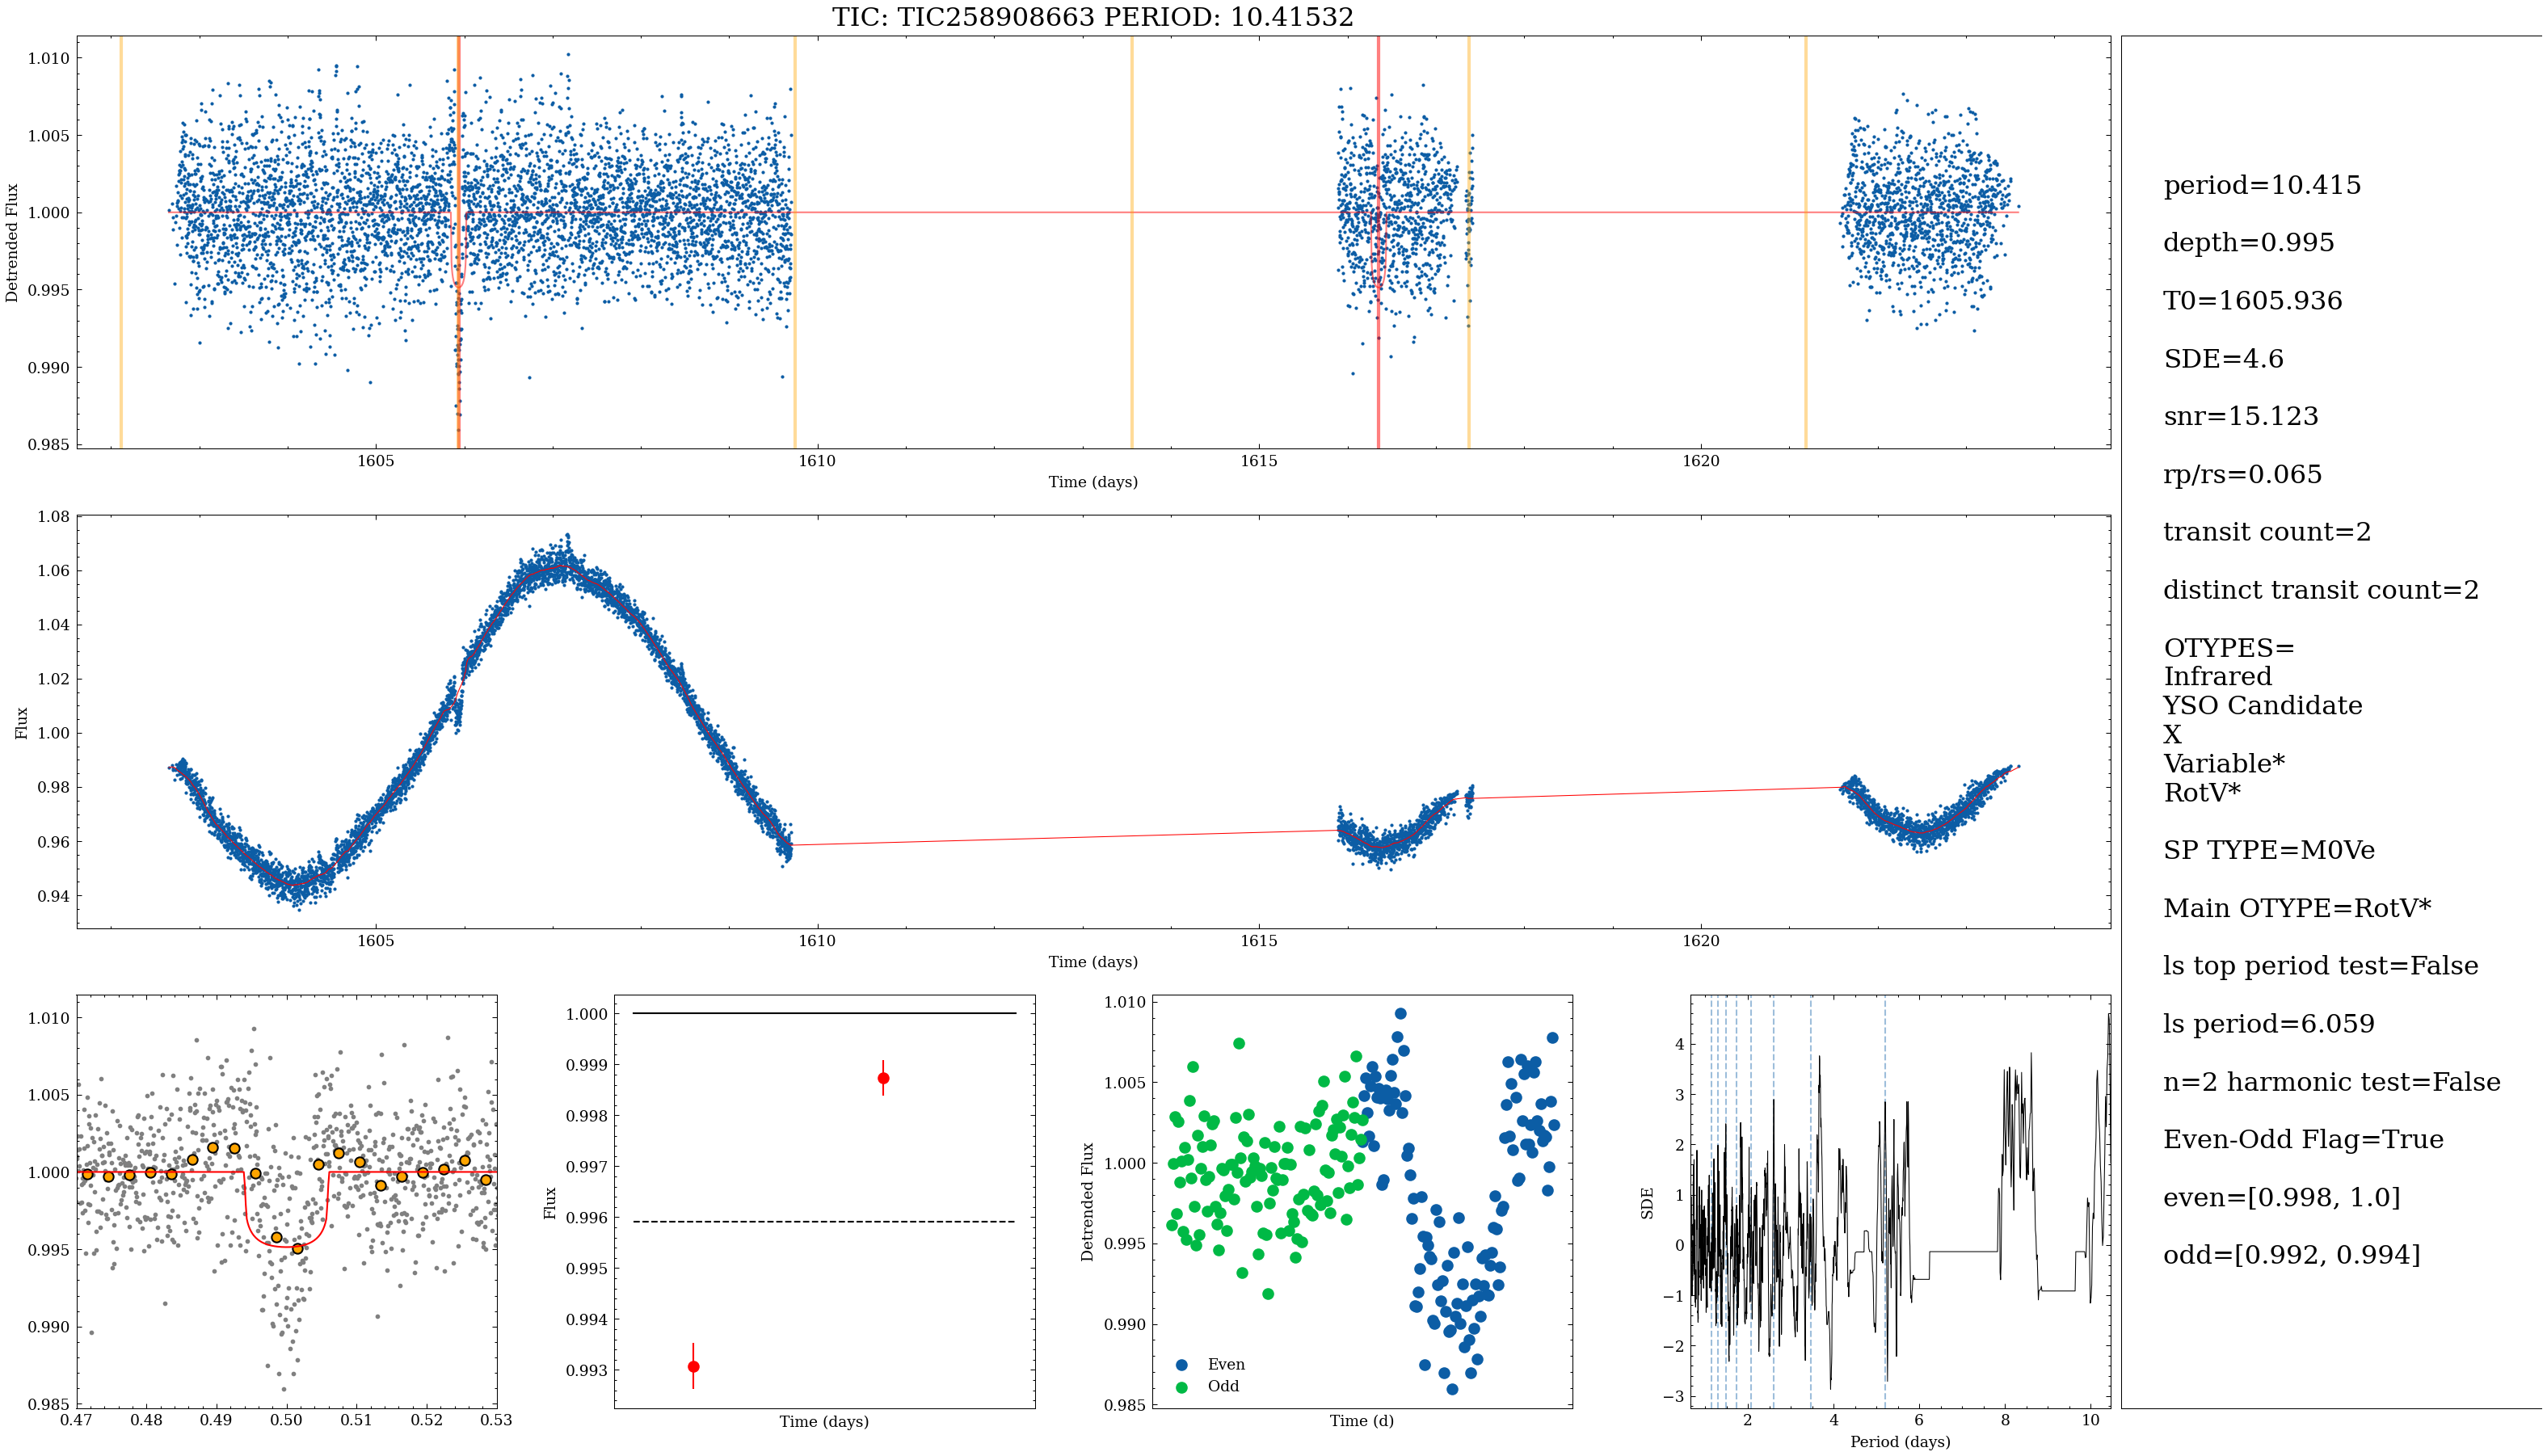 TIC: TIC258908663 PERIOD: 10.41532
1.010
1.005
1.000
0.995
0.990
0.985
Detrended Flux
1605
1610
1615
1620
Time (days)
1.08
1.06
1.04
1.02
1.00
0.98
0.96
0.94
Flux
1605
1610
1615
1620
Time (days)
1.010
1.005
1.000
0.995
0.990
0.985
0.47
0.48
0.49
0.50
0.51
0.52
0.53
1.000
0.999
0.998
0.997
0.996
0.995
0.994
0.993
Flux
Time (days)
1.010
1.005
1.000
0.995
0.990
0.985
Detrended Flux
Even
Odd
Time (d)
4
3
2
1
0
−1
−2
−3
SDE
2
4
6
8
10
Period (days)
period=10.415
depth=0.995
T0=1605.936
SDE=4.6
snr=15.123
rp/rs=0.065
transit count=2
distinct transit count=2
OTYPES=
Infrared
YSO Candidate
X
Variable*
RotV*
SP TYPE=M0Ve
Main OTYPE=RotV*
ls top period test=False
ls period=6.059
n=2 harmonic test=False
Even-Odd Flag=True
even=[0.998, 1.0]
odd=[0.992, 0.994]